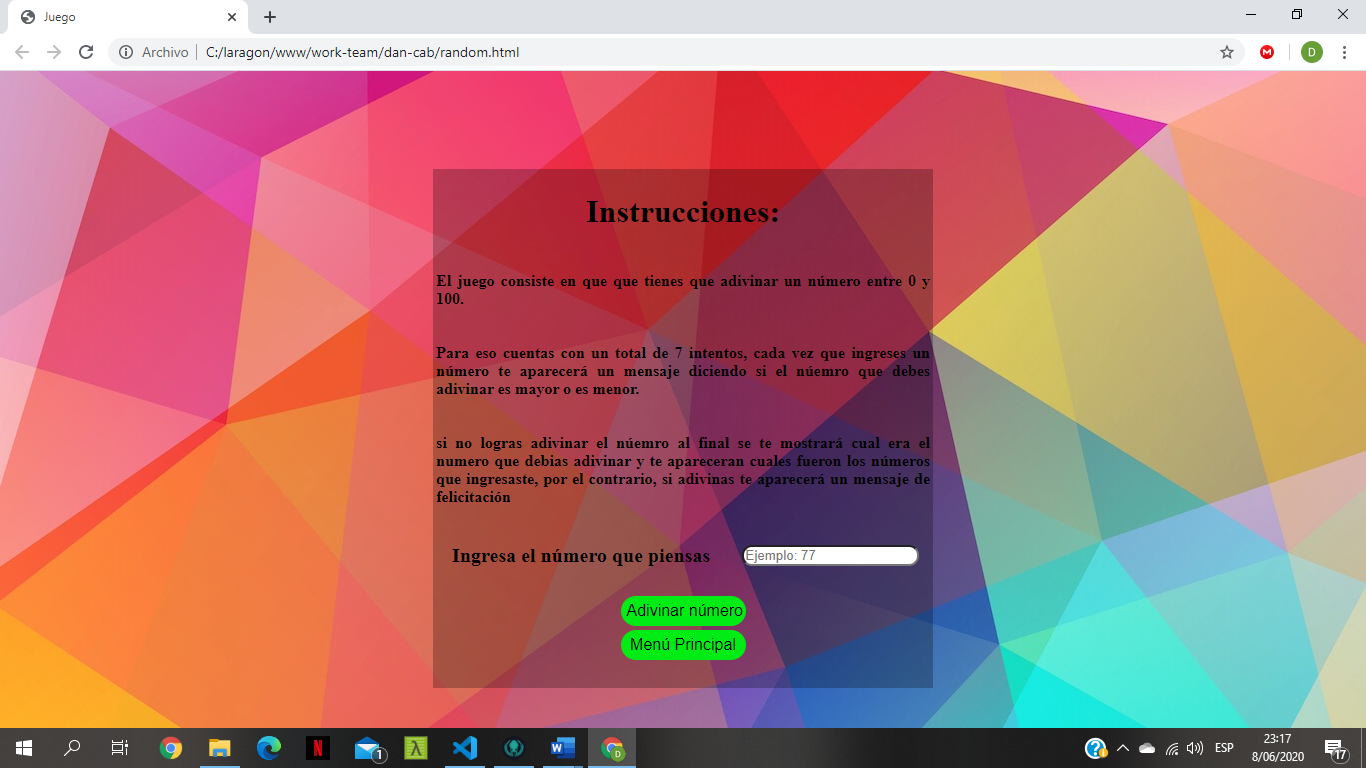 Juego
Archivo
C:/laragon/www/work-team/dan-cab/random.html
D
Instrucciones:
El juego consiste en que que tienes que adivinar un número entre 0 y
100.
Para eso cuentas con un total de 7 intentos, cada vez que ingreses un
número te aparecerá un mensaje diciendo si el núemro que debes
adivinar es mayor o es menor.
si no logras adivinar el núemro al final se te mostrará cual era el
numero que debias adivinar y te apareceran cuales fueron los números
que ingresaste, por el contrario, si adivinas te aparecerá un mensaje de
felicitación
Ingresa el número que piensas
Ejemplo: 77
Adivinar número
Menú Principal
ESP
23:17
8/06/2020
17